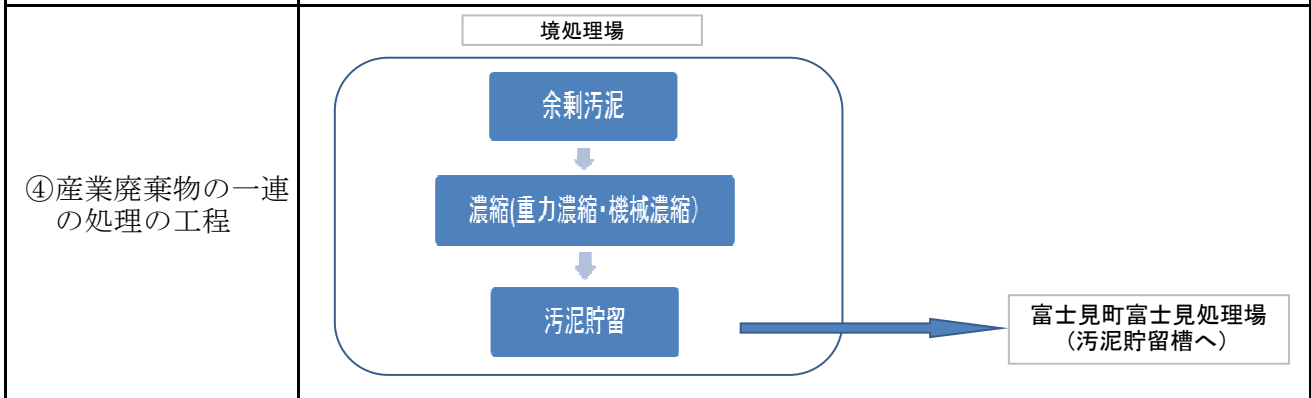 ④産業廃棄物の一連
の処理の工程
境処理場
余剰汚泥
濃縮(重力濃縮・機械濃縮)
汚泥貯留
富士見町富士見処理場
(汚泥貯留槽へ)